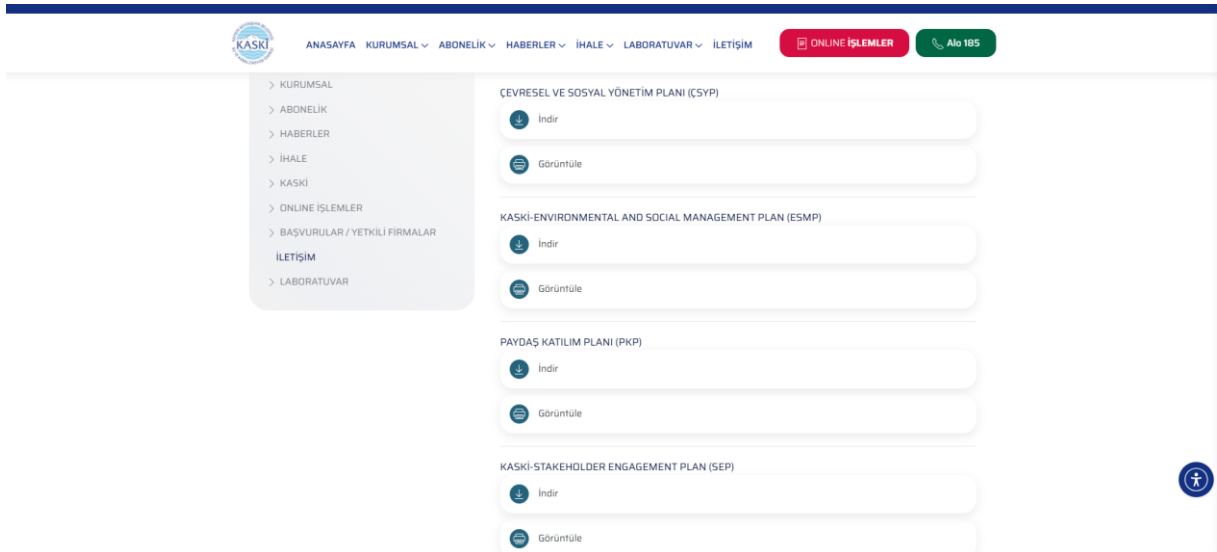 KASKİ
ANASAYFA KURUMSAL ABONELİK HABERLER İHALE LABORATUVAR İLETİŞİM ONLINE İŞLEMLER Alo 185
KURUMSAL
ABONELİK
HABERLER
İHALE
KASKİ
ONLINE İŞLEMLER
BAŞVURULAR / YETKİLİ FİRMALAR
İLETİŞİM
LABORATUVAR
ÇEVRESEL VE SOSYAL YÖNETİM PLANI (ÇSYP)
İndir
Görüntüle
KASKİ-ENVIRONMENTAL AND SOCIAL MANAGEMENT PLAN (ESMP)
İndir
Görüntüle
PAYDAŞ KATILIM PLANI (PKP)
İndir
Görüntüle
KASKİ-STAKEHOLDER ENGAGEMENT PLAN (SEP)
İndir
Görüntüle